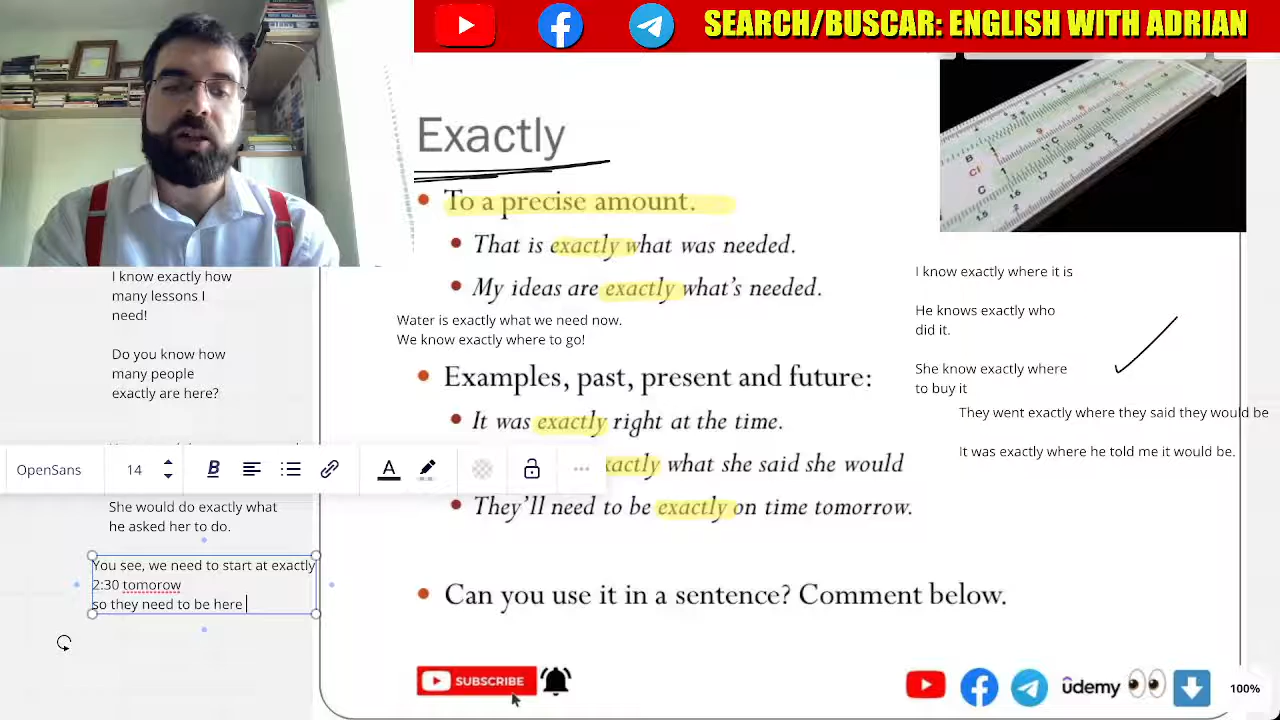 SEARCH/BUSCAR: ENGLISH WITH ADRIAN
Exactly
To a precise amount.
That is exactly what was needed.
My ideas are exactly what's needed.
Water is exactly what we need now.
We know exactly where to go!
Examples, past, present and future:
It was exactly right at the time.
xactly what she said she would
They'll need to be exactly on time tomorrow.
Can you use it in a sentence? Comment below.
I know exactly how
many lessons I
need!
Do you know how
many people
exactly are here?
OpenSans
14
B
A
She would do exactly what
he asked her to do.
You see, we need to start at exactly
2:30 tomorow
so they need to be here
I know exactly where it is
He knows exactly who
did it.
She know exactly where
to buy it
They went exactly where they said they would be
It was exactly where he told me it would be.
SUBSCRIBE
ûdemy
100%